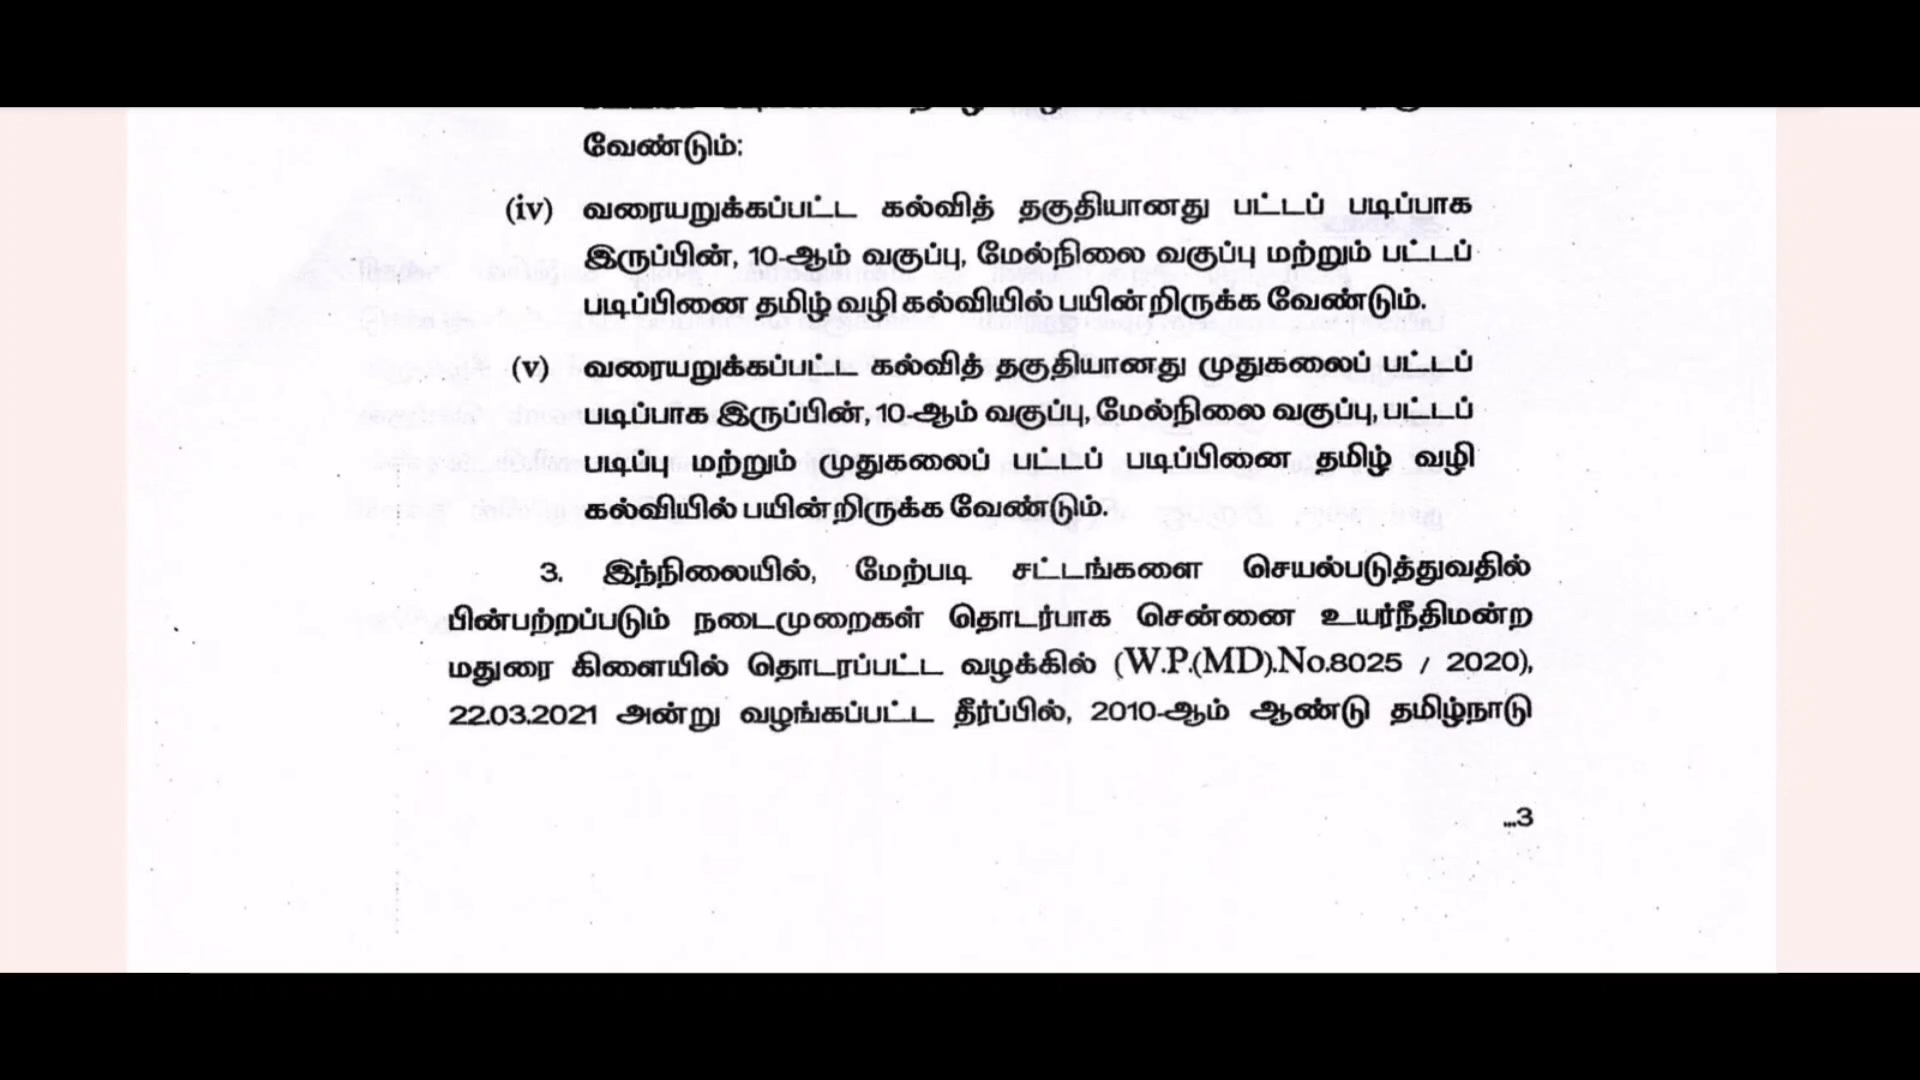 வேண்டும்:
(iv) வரையறுக்கப்பட்ட கல்வித் தகுதியானது பட்டப் படிப்பாக
இருப்பின், 10-ஆம் வகுப்பு, மேல்நிலை வகுப்பு மற்றும் பட்டப்
படிப்பினை தமிழ் வழி கல்வியில் பயின்றிருக்க வேண்டும்.
(v) வரையறுக்கப்பட்ட கல்வித் தகுதியானது முதுகலைப் பட்டப்
படிப்பாக இருப்பின், 10-ஆம் வகுப்பு, மேல்நிலை வகுப்பு, பட்டப்
படிப்பு மற்றும் முதுகலைப் பட்டப் படிப்பினை தமிழ் வழி
கல்வியில் பயின்றிருக்க வேண்டும்.
3. இந்நிலையில், மேற்படி சட்டங்களை செயல்படுத்துவதில்
பின்பற்றப்படும் நடைமுறைகள் தொடர்பாக சென்னை உயர்நீதிமன்ற
மதுரை கிளையில் தொடரப்பட்ட வழக்கில் (W.P.(MD).No.8025 / 2020),
22.03.2021 அன்று வழங்கப்பட்ட தீர்ப்பில், 2010-ஆம் ஆண்டு தமிழ்நாடு
...3